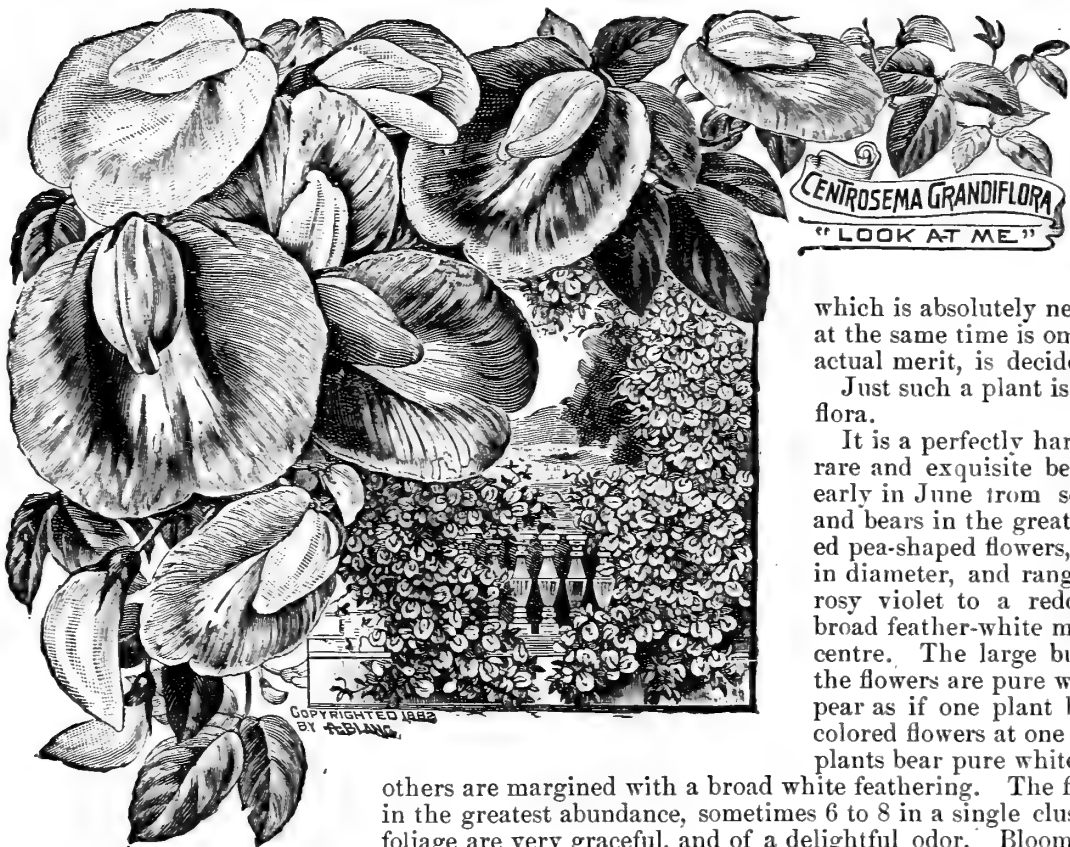 CENTROSEMA GRANDIFLORA
"LOOK AT ME"
which is absolutely ne
at the same time is on
actual merit, is decid
Just such a plant is
flora.
It is a perfectly har
rare and exquisite be
early in June from s
and bears in the great
ed pea-shaped flowers,
in diameter, and rang
rosy violet to a redd
broad feather-white m
centre. The large bu
the flowers are pure w
pear as if one plant b
colored flowers at one
plants bear pure white
COPYRIGHTED
BY A. BLANC
others are margined with a broad white feathering. The f
in the greatest abundance, sometimes 6 to 8 in a single clus
foliage are very graceful, and of a delightful odor. Bloom